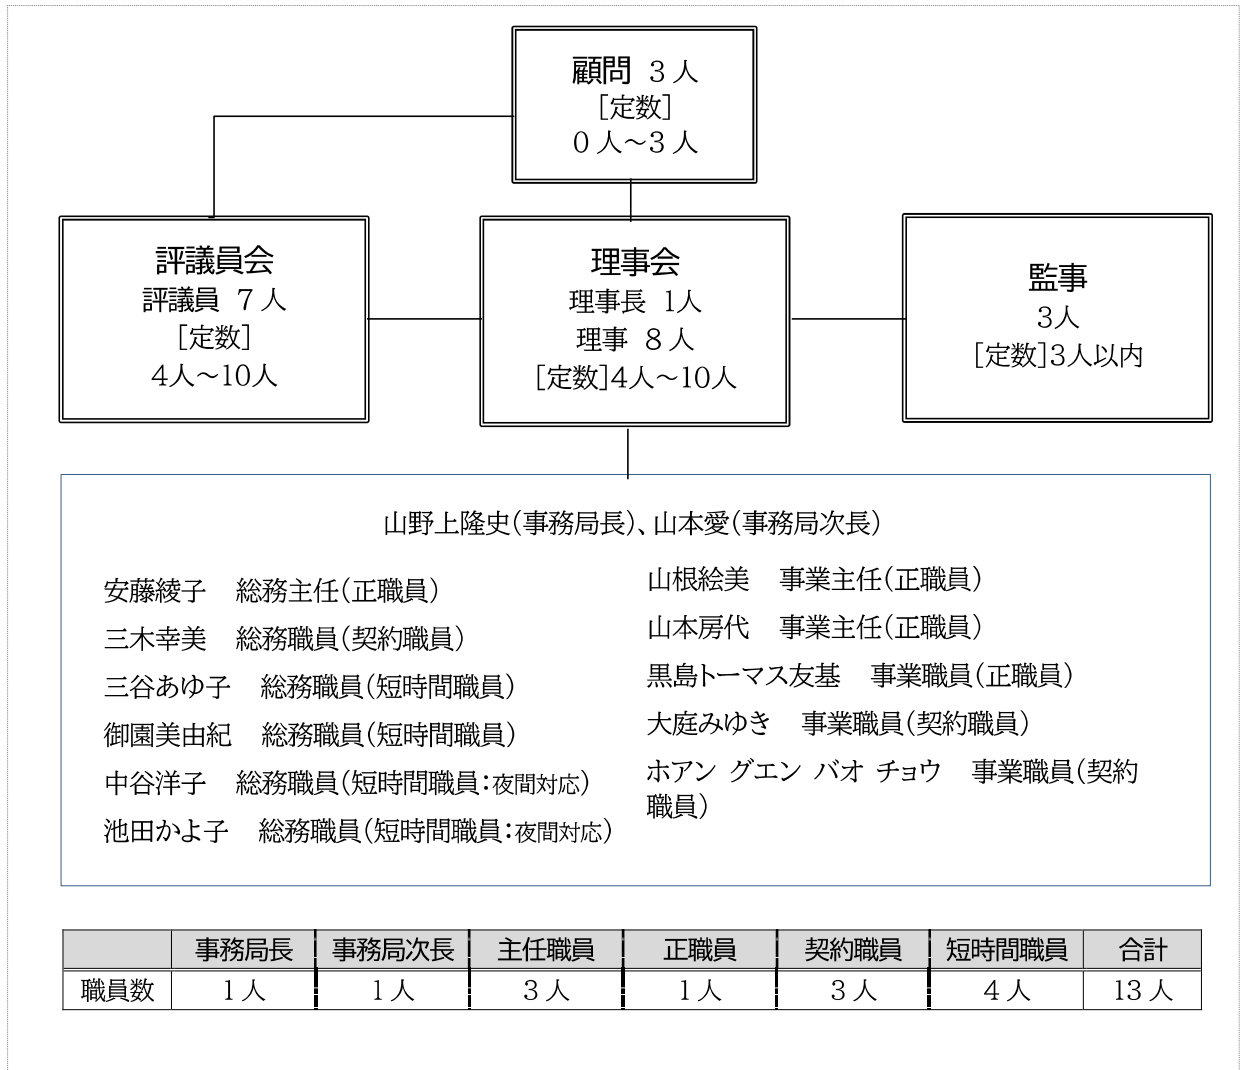 顧問 3人
[定数]
0人～3人
評議員会
評議員 7人
[定数]
4人～10人
理事会
理事長 1人
理事 8人
[定数]4人～10人
監事
3人
[定数]3人以内
山野上隆史(事務局長)、山本愛(事務局次長)
安藤綾子 総務主任(正職員)
三木幸美 総務職員(契約職員)
三谷あゆ子 総務職員(短時間職員)
御園美由紀 総務職員(短時間職員)
中谷洋子 総務職員(短時間職員:夜間対応)
池田かよ子 総務職員(短時間職員:夜間対応)
山根絵美 事業主任(正職員)
山本房代 事業主任(正職員)
黒島トーマス友基 事業職員(正職員)
大庭みゆき 事業職員(契約職員)
ホアン グエン バオ チョウ 事業職員(契約
職員)
事務局長 事務局次長 主任職員 正職員 契約職員 短時間職員 合計
職員数 1人 1人 3人 1人 3人 4人 13人